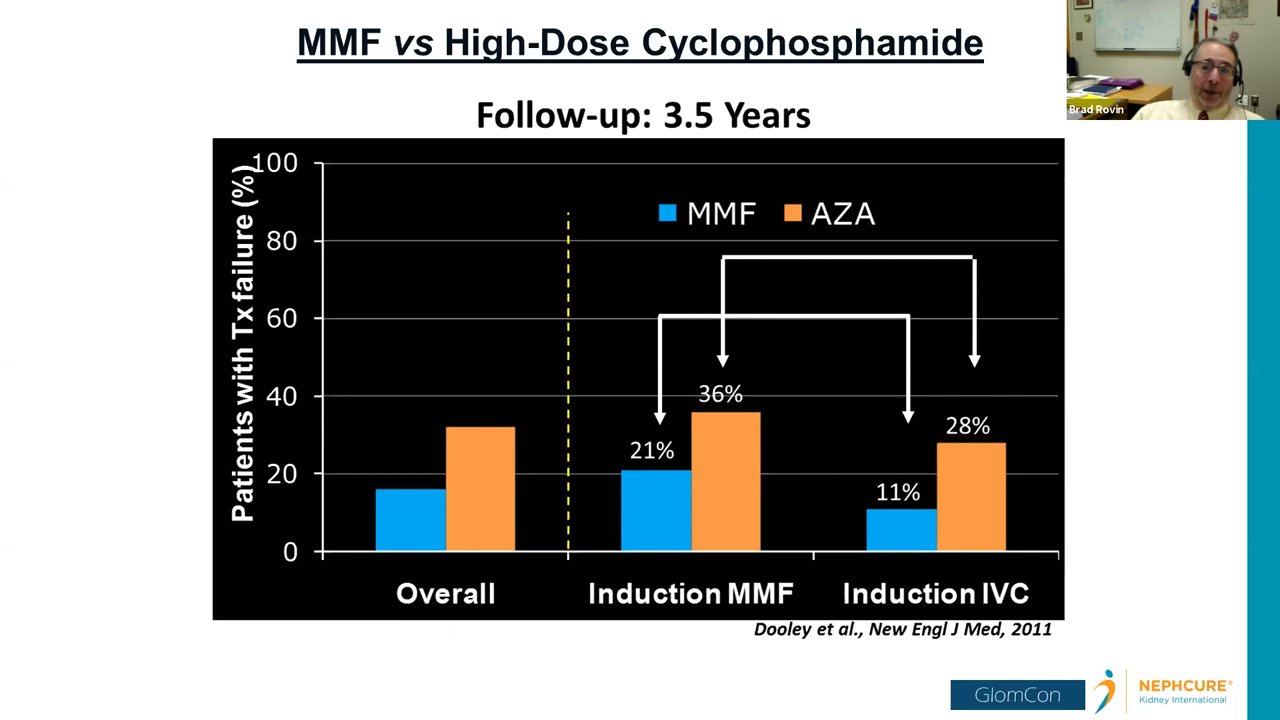 MMF vs High-Dose Cyclophosphamide
Brad Rovin
Follow-up: 3.5 Years
Patients with Tx failure (%)
100
80
60
40
20
0
MMF AZA
36%
21%
28%
11%
Overall
Induction MMF
Induction IVC
Dooley et al., New Engl J Med, 2011
GlomCon
NEPHCURE®
Kidney International